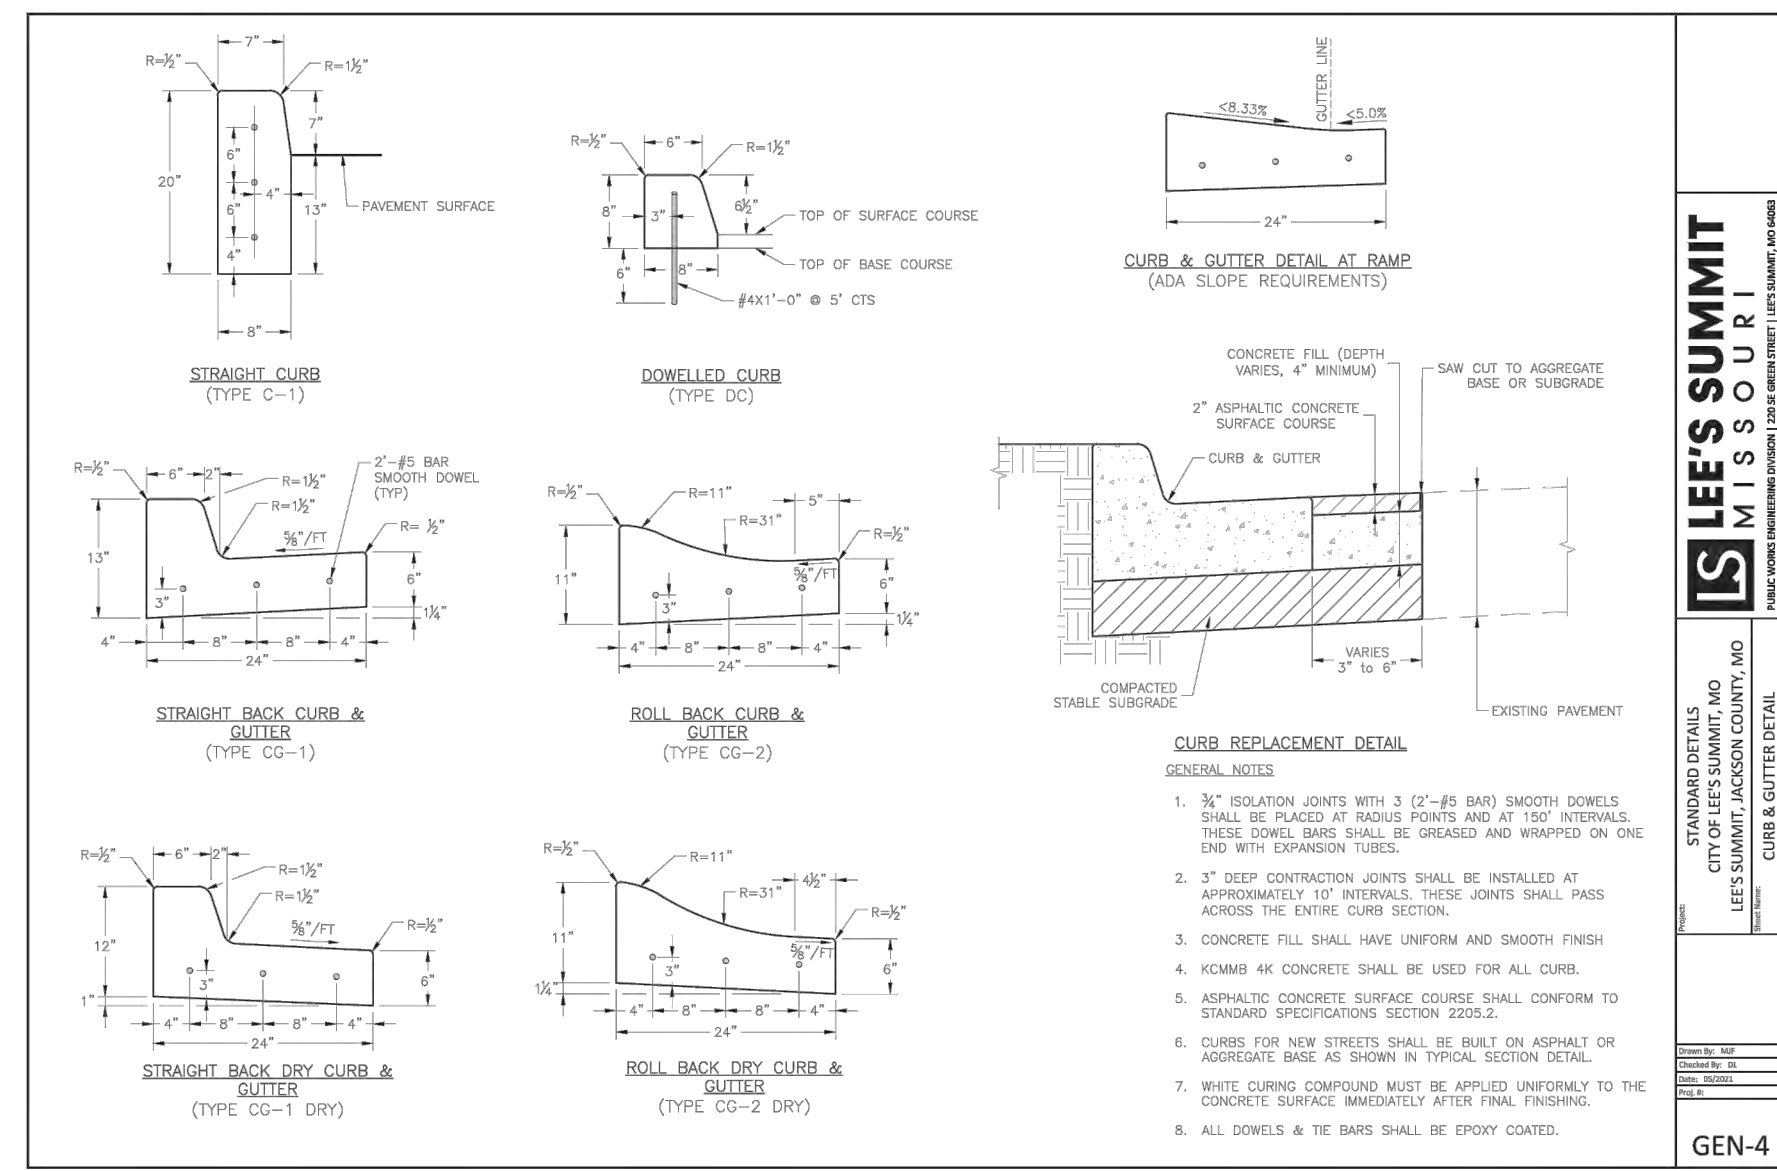 7"
R=½"
R=1½"
7"
20"
6"
4"
6"
13"
4"
PAVEMENT SURFACE
8"
STRAIGHT CURB
(TYPE C-1)
R=½"
6"
R=1½"
8"
3"
6½"
TOP OF SURFACE COURSE
TOP OF BASE COURSE
6"
8"
#4X1'-0" @ 5' CTS
DOWELLED CURB
(TYPE DC)
GUTTER LINE
<8.33%
<5.0%
24"
CURB & GUTTER DETAIL AT RAMP
(ADA SLOPE REQUIREMENTS)
R=½"
6"
2"
R=1½"
R=1½"
2'-#5 BAR
SMOOTH DOWEL
(TYP)
⅝"/FT
R= ½"
13"
3"
6"
1¼"
4"
8"
8"
4"
24"
STRAIGHT BACK CURB &
GUTTER
(TYPE CG-1)
R=½"
R=11"
R=31"
5"
R=½"
⅝"/FT
11"
3"
6"
1¼"
4"
8"
8"
4"
24"
ROLL BACK CURB &
GUTTER
(TYPE CG-2)
CONCRETE FILL (DEPTH
VARIES, 4" MINIMUM)
SAW CUT TO AGGREGATE
BASE OR SUBGRADE
2" ASPHALTIC CONCRETE
SURFACE COURSE
CURB & GUTTER
VARIES
3" to 6"
COMPACTED
STABLE SUBGRADE
EXISTING PAVEMENT
CURB REPLACEMENT DETAIL
R=½"
6"
2"
R=1½"
R=1½"
⅝"/FT
R=½"
12"
3"
6"
1"
4"
8"
8"
4"
24"
STRAIGHT BACK DRY CURB &
GUTTER
(TYPE CG-1 DRY)
R=½"
R=11"
R=31"
4½"
R=½"
⅝"/FT
11"
3"
6"
1¼"
4"
8"
8"
4"
24"
ROLL BACK DRY CURB &
GUTTER
(TYPE CG-2 DRY)
GENERAL NOTES
1. ¾" ISOLATION JOINTS WITH 3 (2'-#5 BAR) SMOOTH DOWELS
SHALL BE PLACED AT RADIUS POINTS AND AT 150' INTERVALS.
THESE DOWEL BARS SHALL BE GREASED AND WRAPPED ON ONE
END WITH EXPANSION TUBES.
2. 3" DEEP CONTRACTION JOINTS SHALL BE INSTALLED AT
APPROXIMATELY 10' INTERVALS. THESE JOINTS SHALL PASS
ACROSS THE ENTIRE CURB SECTION.
3. CONCRETE FILL SHALL HAVE UNIFORM AND SMOOTH FINISH
4. KCMMB 4K CONCRETE SHALL BE USED FOR ALL CURB.
5. ASPHALTIC CONCRETE SURFACE COURSE SHALL CONFORM TO
STANDARD SPECIFICATIONS SECTION 2205.2.
6. CURBS FOR NEW STREETS SHALL BE BUILT ON ASPHALT OR
AGGREGATE BASE AS SHOWN IN TYPICAL SECTION DETAIL.
7. WHITE CURING COMPOUND MUST BE APPLIED UNIFORMLY TO THE
CONCRETE SURFACE IMMEDIATELY AFTER FINAL FINISHING.
8. ALL DOWELS & TIE BARS SHALL BE EPOXY COATED.
LS
LEE'S SUMMIT
MISSOURI
PUBLIC WORKS ENGINEERING DIVISION | 220 SE GREEN STREET | LEE'S SUMMIT, MO 64063
Project:
STANDARD DETAILS
CITY OF LEE'S SUMMIT, MO
LEE'S SUMMIT, JACKSON COUNTY, MO
Sheet Name:
CURB & GUTTER DETAIL
Drawn By: MJF
Checked By: DL
Date: 05/2021
Proj. #:
GEN-4